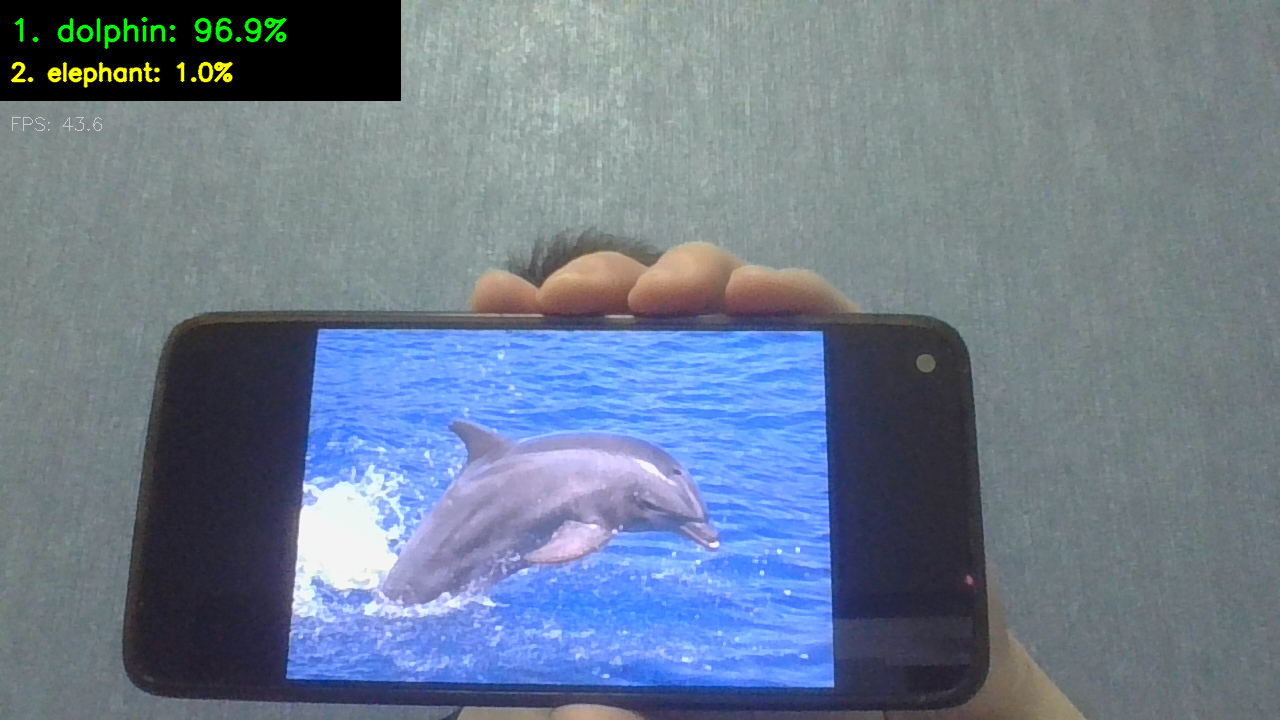 1. dolphin: 96.9%
2. elephant: 1.0%
FPS: 43.6